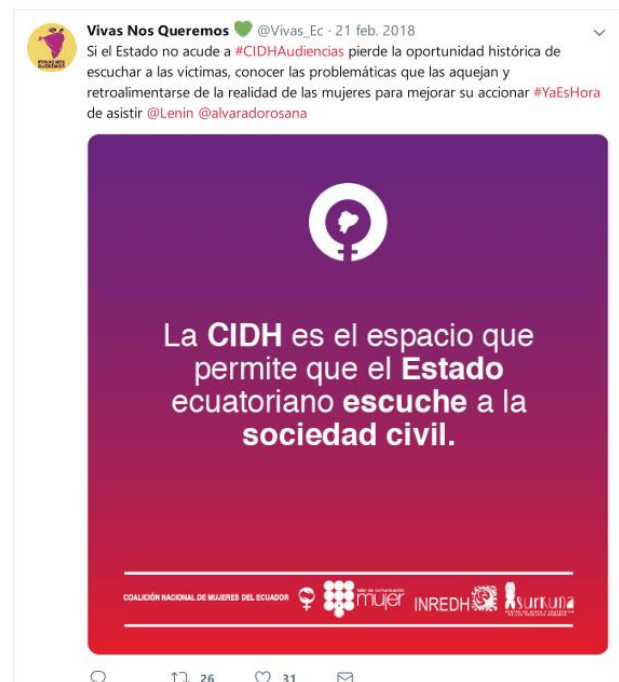 Vivas Nos Queremos 💚 @Vivas_Ec · 21 feb. 2018
Si el Estado no acude a #CIDHAudiencias pierde la oportunidad histórica de
escuchar a las víctimas, conocer las problemáticas que las aquejan y
retroalimentarse de la realidad de las mujeres para mejorar su accionar #YaEsHora
de asistir @Lenin @alvaradorosana
La CIDH es el espacio que
permite que el Estado
ecuatoriano escuche a la
sociedad civil.
COALICIÓN NACIONAL DE MUJERES DEL ECUADOR
taller de comunicación
mujer
INREDH
surkuna
26 31